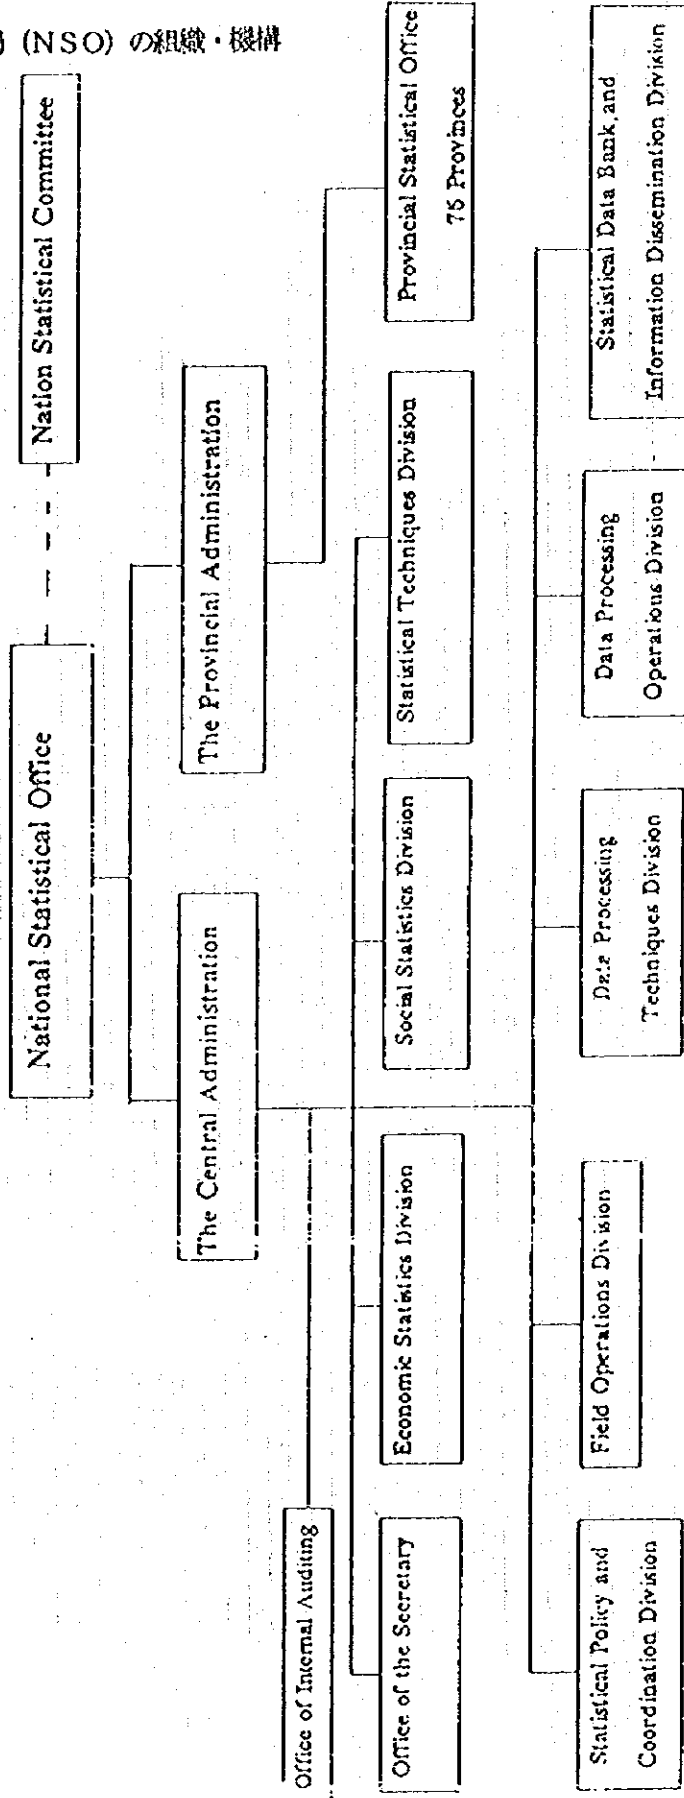 (NSO) の組織・機構
National Statistical Office
Nation Statistical Committee
The Central Administration
The Provincial Administration
Office of Internal Auditing
Office of the Secretary
Economic Statistics Division
Social Statistics Division
Statistical Techniques Division
Provincial Statistical Office
75 Provinces
Statistical Policy and
Coordination Division
Field Operations Division
Data Processing
Techniques Division
Data Processing
Operations Division
Statistical Data Bank and
Information Dissemination Division